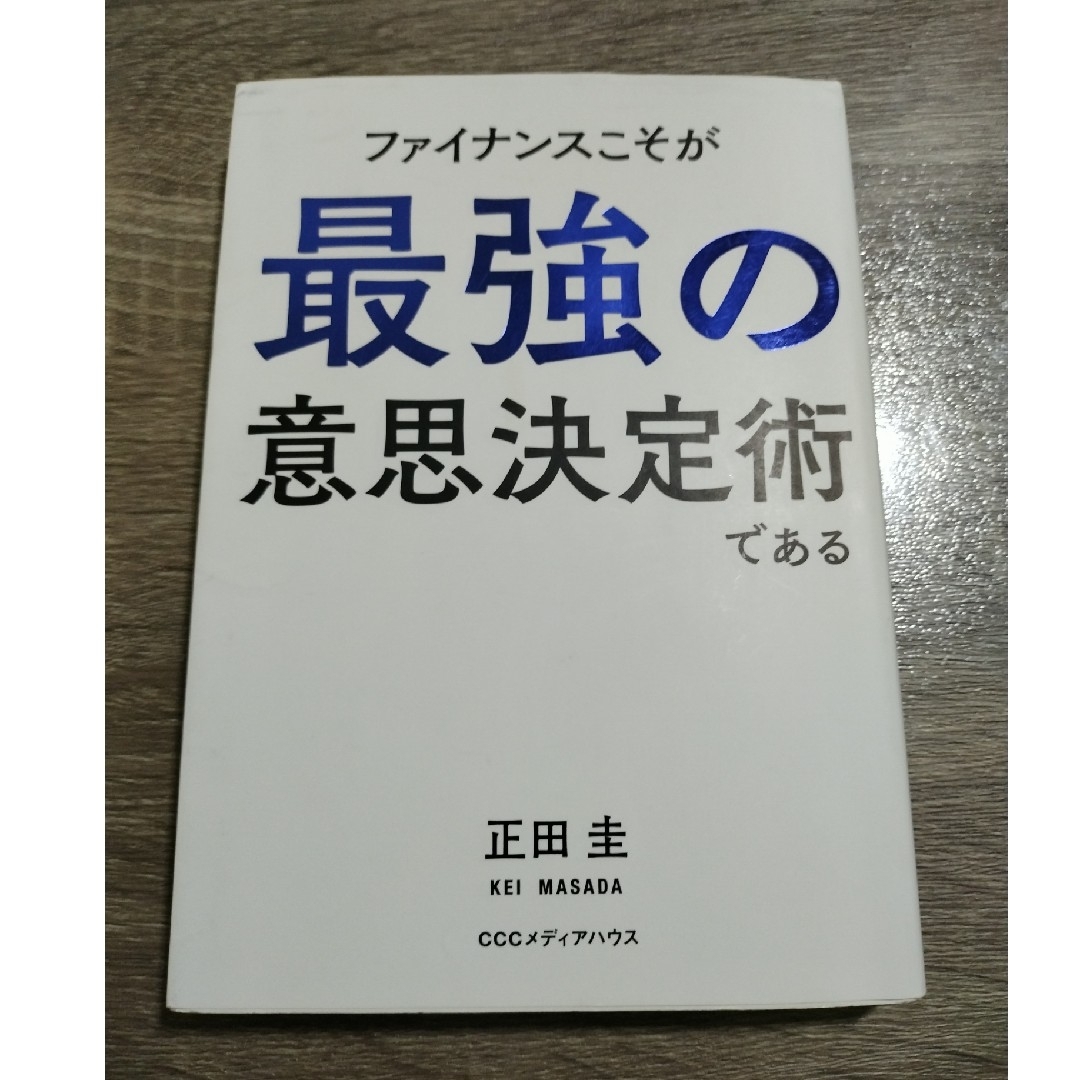 ファイナンスこそが
最強の
意思決定術
である
正田 圭
KEI MASADA
CCCメディアハウス